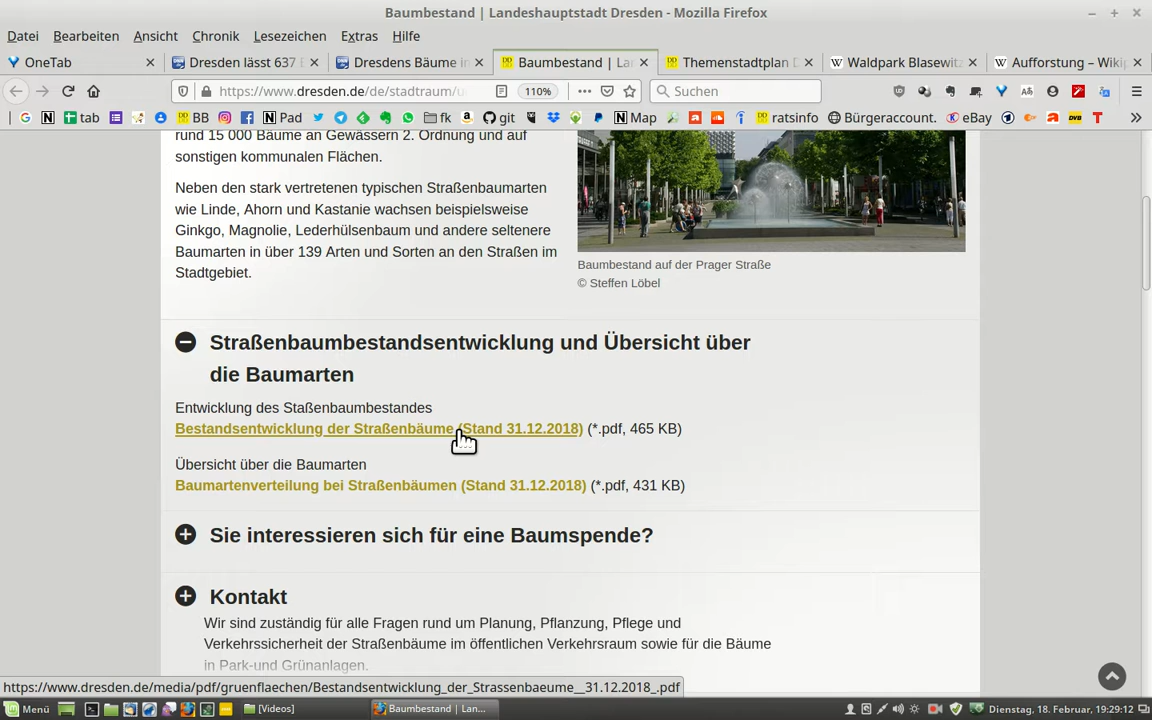 Baumbestand | Landeshauptstadt Dresden - Mozilla Firefox
Datei Bearbeiten Ansicht Chronik Lesezeichen Extras Hilfe
OneTab Dresden lässt 637 Dresdens Bäume in Baumbestand | La Themenstadtplan D Waldpark Blasewitz Aufforstung – Wikip
https://www.dresden.de/de/stadtraum/u 110% Suchen
tab Pad BB fk git Map ratsinfo Bürgeraccount. eBay
rund 15 000 Bäume an Gewässern 2. Ordnung und auf
sonstigen kommunalen Flächen.
Neben den stark vertretenen typischen Straßenbaumarten
wie Linde, Ahorn und Kastanie wachsen beispielsweise
Ginkgo, Magnolie, Lederhülsenbaum und andere seltenere
Baumarten in über 139 Arten und Sorten an den Straßen im
Stadtgebiet.
Baumbestand auf der Prager Straße
© Steffen Löbel
Straßenbaumbestandsentwicklung und Übersicht über
die Baumarten
Entwicklung des Staßenbaumbestandes
Bestandsentwicklung der Straßenbäume (Stand 31.12.2018) (*.pdf, 465 KB)
Übersicht über die Baumarten
Baumartenverteilung bei Straßenbäumen (Stand 31.12.2018) (*.pdf, 431 KB)
Sie interessieren sich für eine Baumspende?
Kontakt
Wir sind zuständig für alle Fragen rund um Planung, Pflanzung, Pflege und
Verkehrssicherheit der Straßenbäume im öffentlichen Verkehrsraum sowie für die Bäume
in Park-und Grünanlagen.
https://www.dresden.de/media/pdf/gruenflaechen/Bestandsentwicklung_der_Strassenbaeume__31.12.2018_.pdf
Menü [Videos] Baumbestand | Lan... Dienstag, 18. Februar, 19:29:12